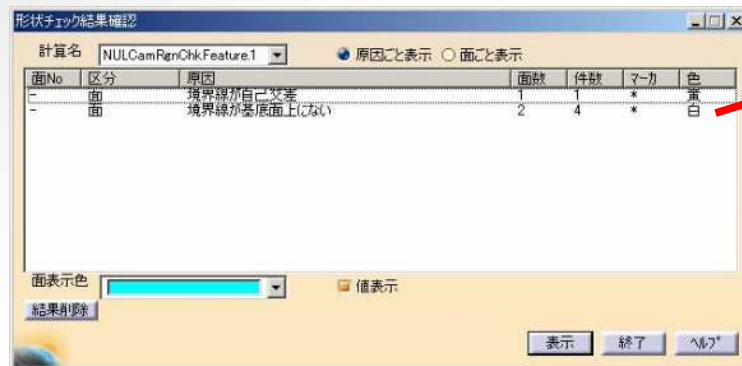 形状チェック結果確認
計算名 NULCamRgnChkFeature.1 原因ごと表示 面ごと表示
面No 区分 原因 面数 件数 マーカ 色
- 面 境界線が自己交差 1 1 * 黄
- 面 境界線が基底面上にない 2 4 * 白
面表示色 値表示
結果削除
表示 終了 ヘルプ